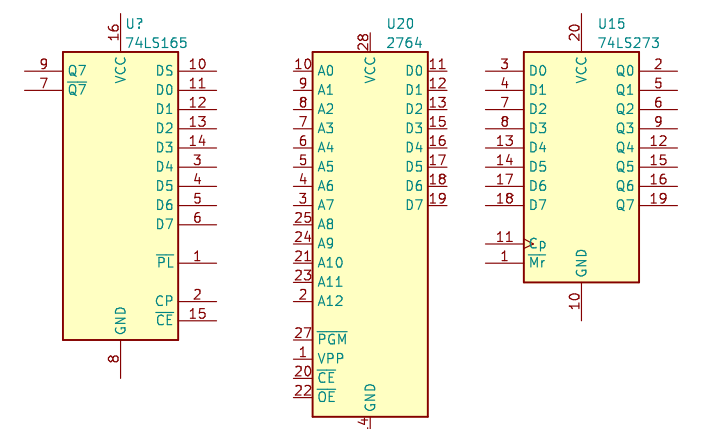 U?
74LS165
16
VCC
9 Q7 DS 10
7 Q7 D0 11
D1 12
D2 13
D3 14
D4 3
D5 4
D6 5
D7 6
PL 1
CP 2
CE 15
GND
8
U20
2764
28
VCC
10 A0 D0 11
9 A1 D1 12
8 A2 D2 13
7 A3 D3 15
6 A4 D4 16
5 A5 D5 17
4 A6 D6 18
3 A7 D7 19
25 A8
24 A9
21 A10
23 A11
2 A12
27 PGM
1 VPP
20 CE
22 OE
GND
4
U15
74LS273
20
VCC
3 D0 Q0 2
4 D1 Q1 5
7 D2 Q2 6
8 D3 Q3 9
13 D4 Q4 12
14 D5 Q5 15
17 D6 Q6 16
18 D7 Q7 19
11 Cp
1 Mr
GND
10